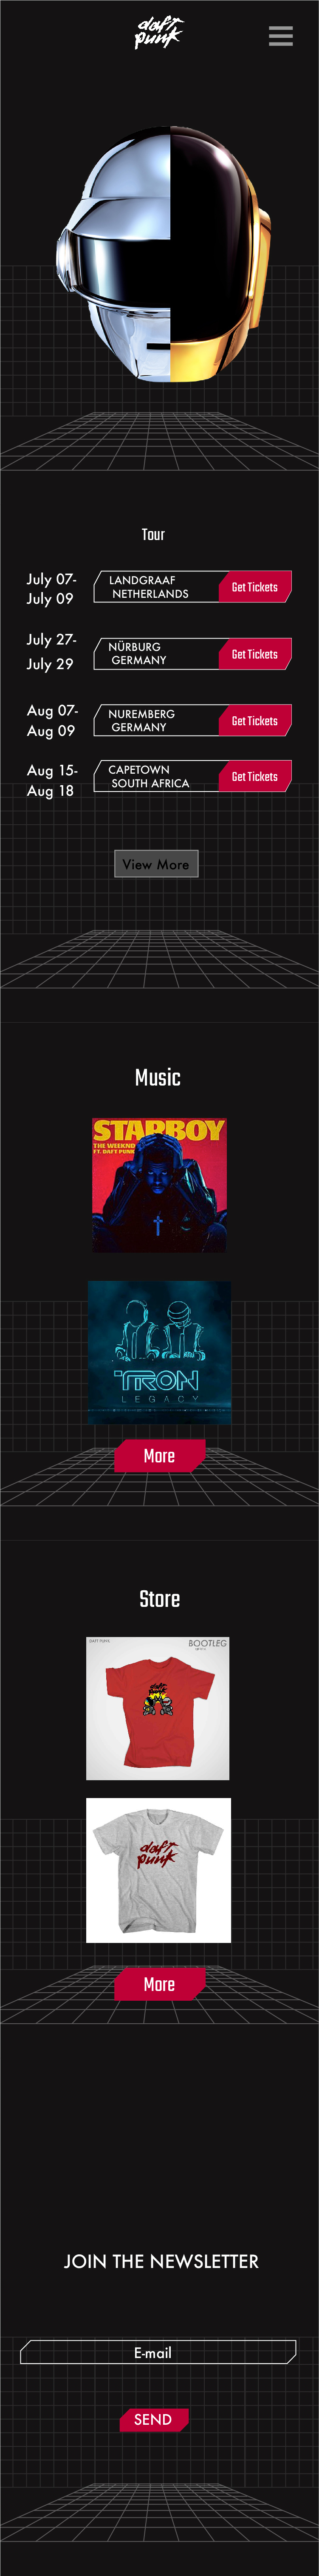 daft
punk
Tour
July 07-
July 09
LANDGRAAF
NETHERLANDS
Get Tickets
July 27-
July 29
NÜRBURG
GERMANY
Get Tickets
Aug 07-
Aug 09
NUREMBERG
GERMANY
Get Tickets
Aug 15-
Aug 18
CAPETOWN
SOUTH AFRICA
Get Tickets
View More
Music
STARBOY
THE WEEKND
FT. DAFT PUNK
TRON
LEGACY
More
Store
DAFT PUNK
BOOTLEG
daft
punk
daft
punk
More
JOIN THE NEWSLETTER
E-mail
SEND